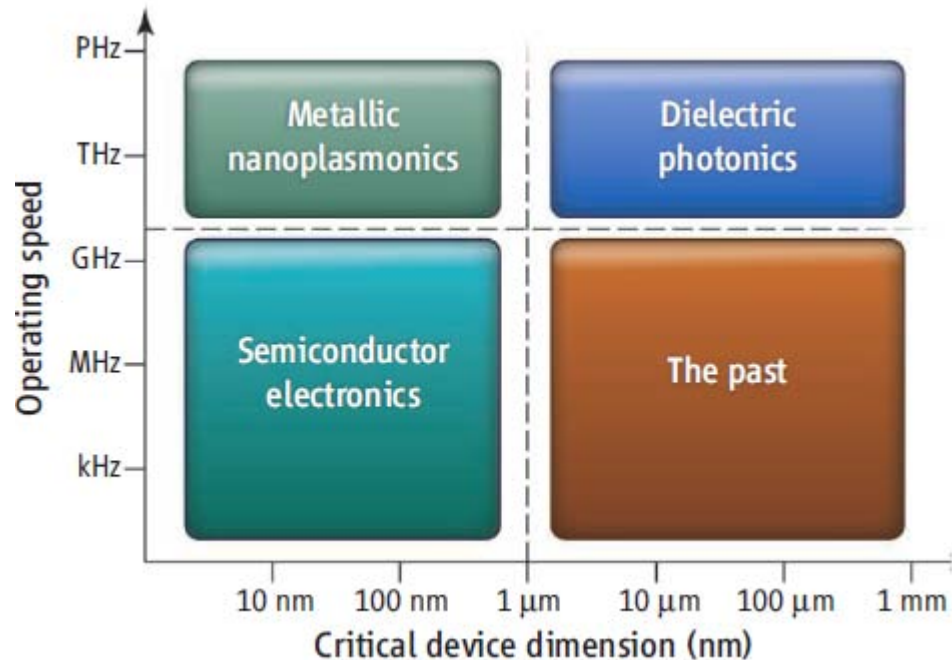 PHz
THz
GHz
MHz
kHz
Operating speed
Metallic
nanoplasmonics
Dielectric
photonics
Semiconductor
electronics
The past
10 nm 100 nm 1 μm 10 μm 100 μm 1 mm
Critical device dimension (nm)